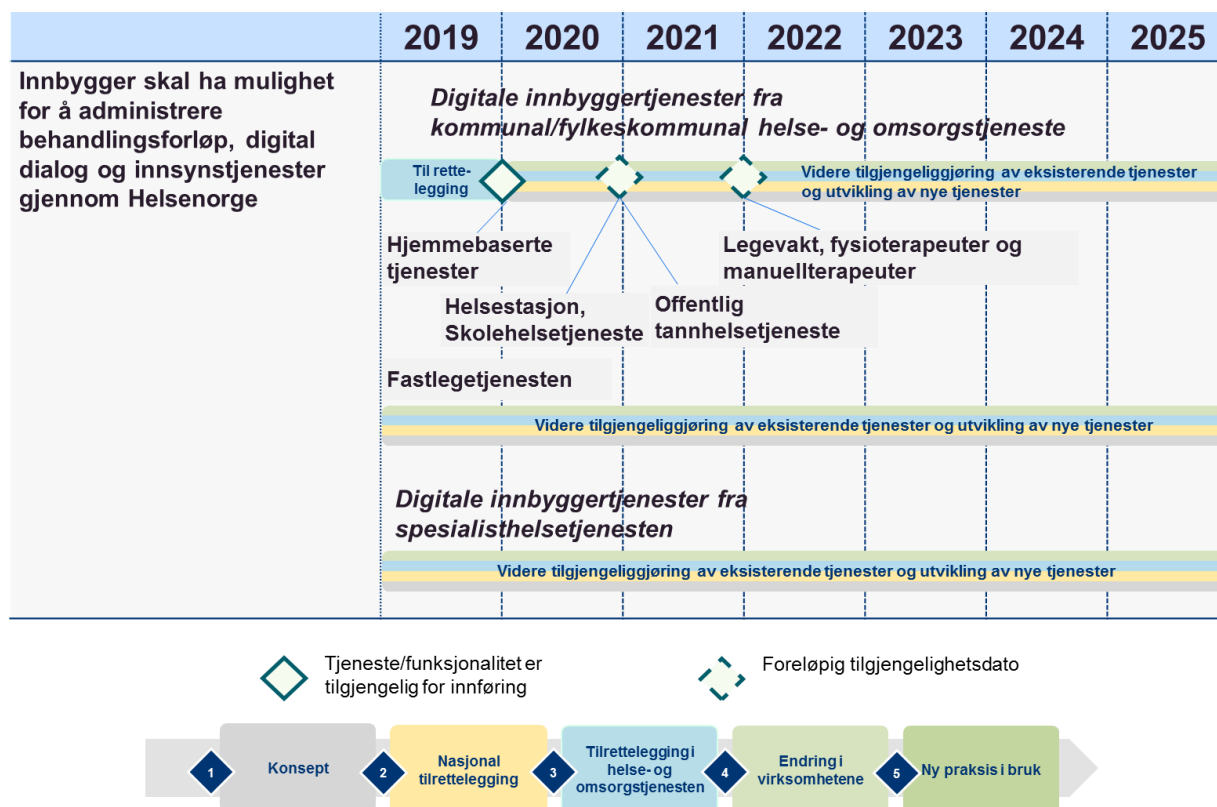 2019 2020 2021 2022 2023 2024 2025
Innbygger skal ha mulighet
for å administrere
behandlingsforløp, digital
dialog og innsynstjenester
gjennom Helsenorge
Digitale innbyggertjenester fra
kommunal/fylkeskommunal helse- og omsorgstjeneste
Til rette-
legging
Videre tilgjengeliggjøring av eksisterende tjenester
og utvikling av nye tjenester
Hjemmebaserte
tjenester
Legevakt, fysioterapeuter og
manuellterapeuter
Helsestasjon,
Skolehelsetjeneste
Offentlig
tannhelsetjeneste
Fastlegetjenesten
Videre tilgjengeliggjøring av eksisterende tjenester og utvikling av nye tjenester
Digitale innbyggertjenester fra
spesialisthelsetjenesten
Videre tilgjengeliggjøring av eksisterende tjenester og utvikling av nye tjenester
Tjeneste/funksjonalitet er
tilgjengelig for innføring
Foreløpig tilgjengelighetsdato
1
Konsept
2
Nasjonal
tilrettelegging
3
Tilrettelegging i
helse- og
omsorgstjenesten
4
Endring i
virksomhetene
5
Ny praksis i bruk